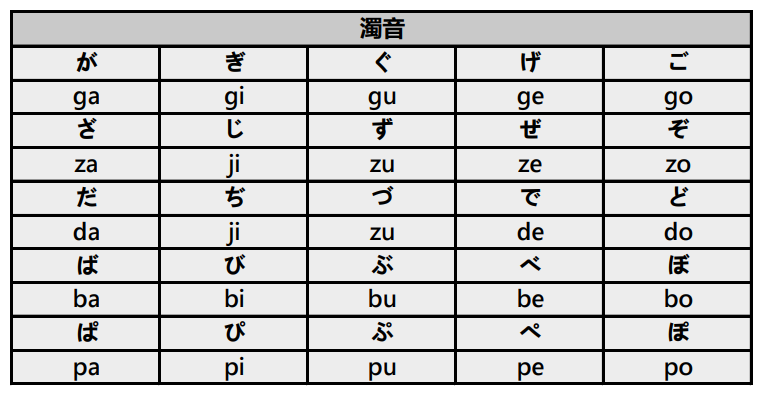 濁音
が ぎ ぐ げ ご
ga gi gu ge go
ざ じ ず ぜ ぞ
za ji zu ze zo
だ ぢ づ で ど
da ji zu de do
ば び ぶ べ ぼ
ba bi bu be bo
ぱ ぴ ぷ ぺ ぽ
pa pi pu pe po